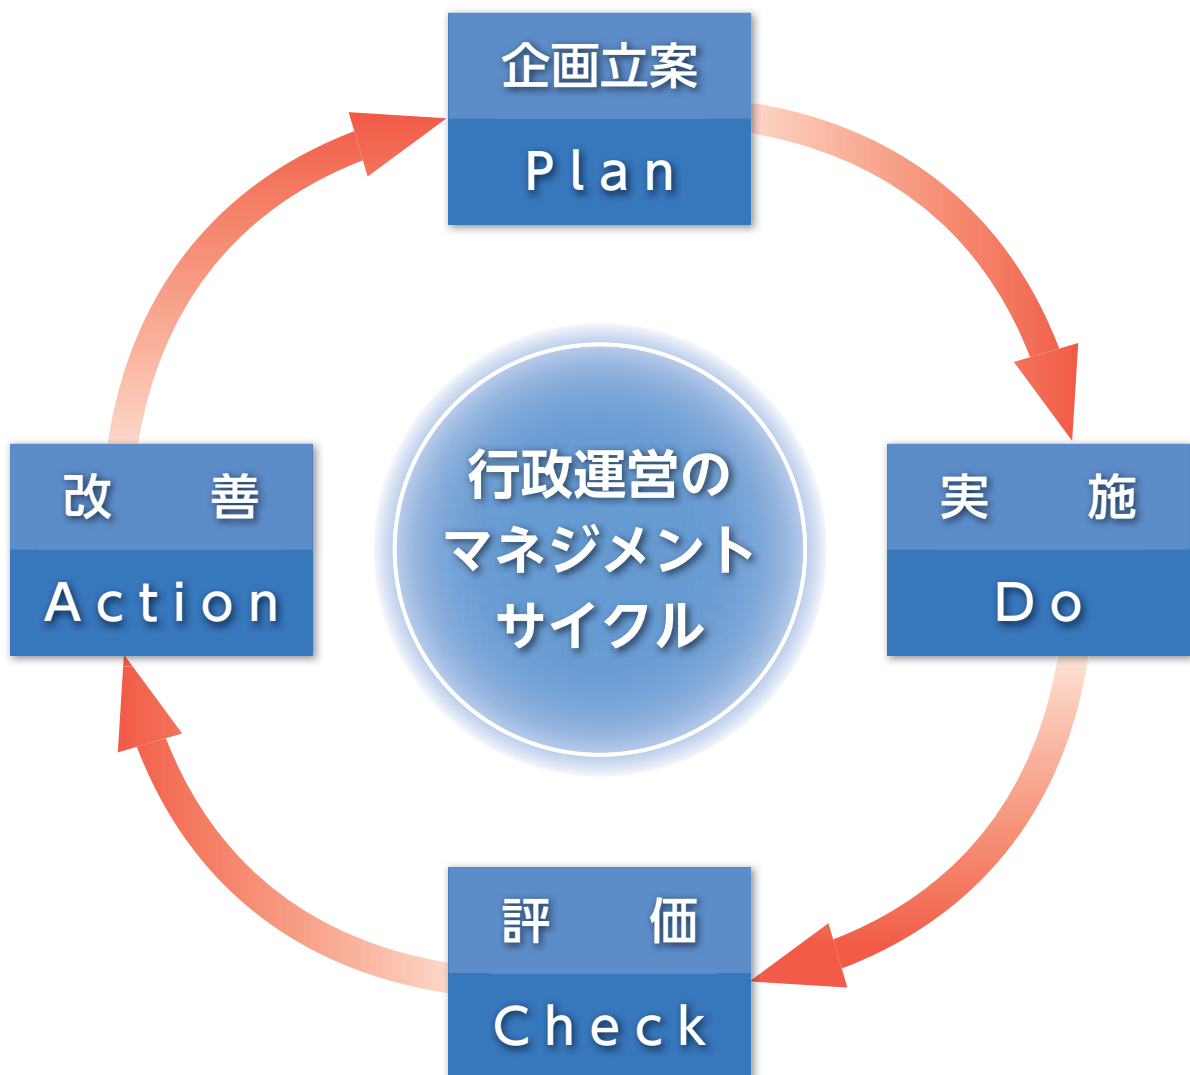 企画立案
Plan
改善
Action
行政運営の
マネジメント
サイクル
実施
Do
評価
Check